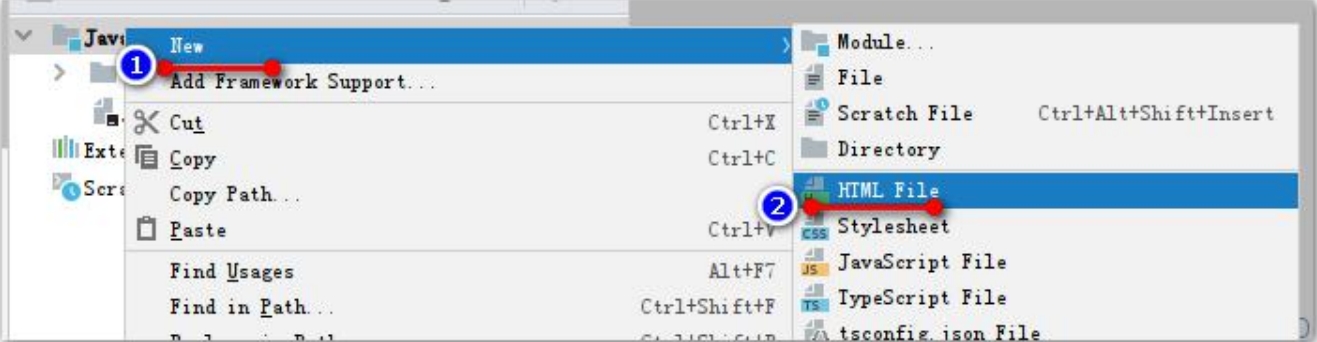 Java
New
1
Add Framework Support...
Cut Ctrl+X
Copy Ctrl+C
Copy Path...
Paste Ctrl+V
Find Usages Alt+F7
Find in Path... Ctrl+Shift+F
Exte
Scra
Module...
File
Scratch File Ctrl+Alt+Shift+Insert
Directory
2
HTML File
CSS Stylesheet
JS JavaScript File
TS TypeScript File
tsconfig.json File